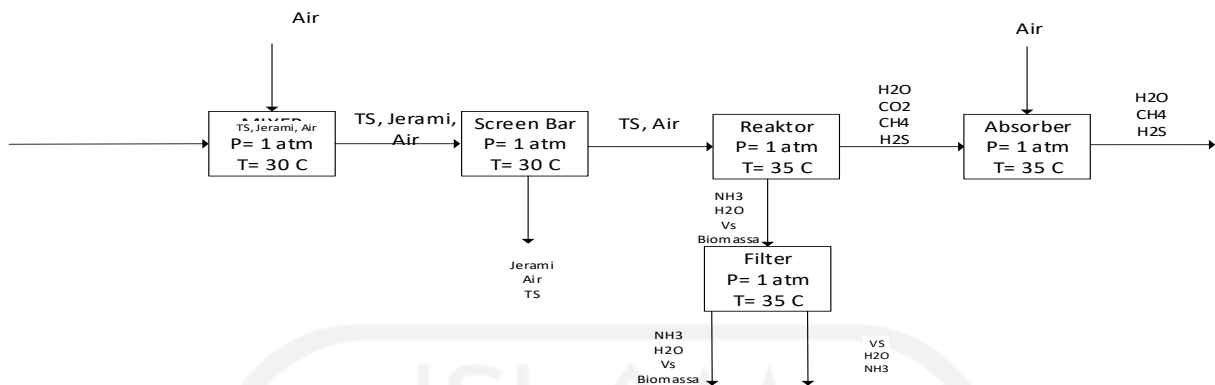 Air
TS, Jerami, Air
P= 1 atm
T= 30 C
TS, Jerami,
Air
Screen Bar
P= 1 atm
T= 30 C
Jerami
Air
TS
TS, Air
Reaktor
P= 1 atm
T= 35 C
H2O
CO2
CH4
H2S
Air
Absorber
P= 1 atm
T= 35 C
H2O
CH4
H2S
NH3
H2O
Vs
Biomassa
Filter
P= 1 atm
T= 35 C
NH3
H2O
Vs
Biomassa
VS
H2O
NH3
ISLAM